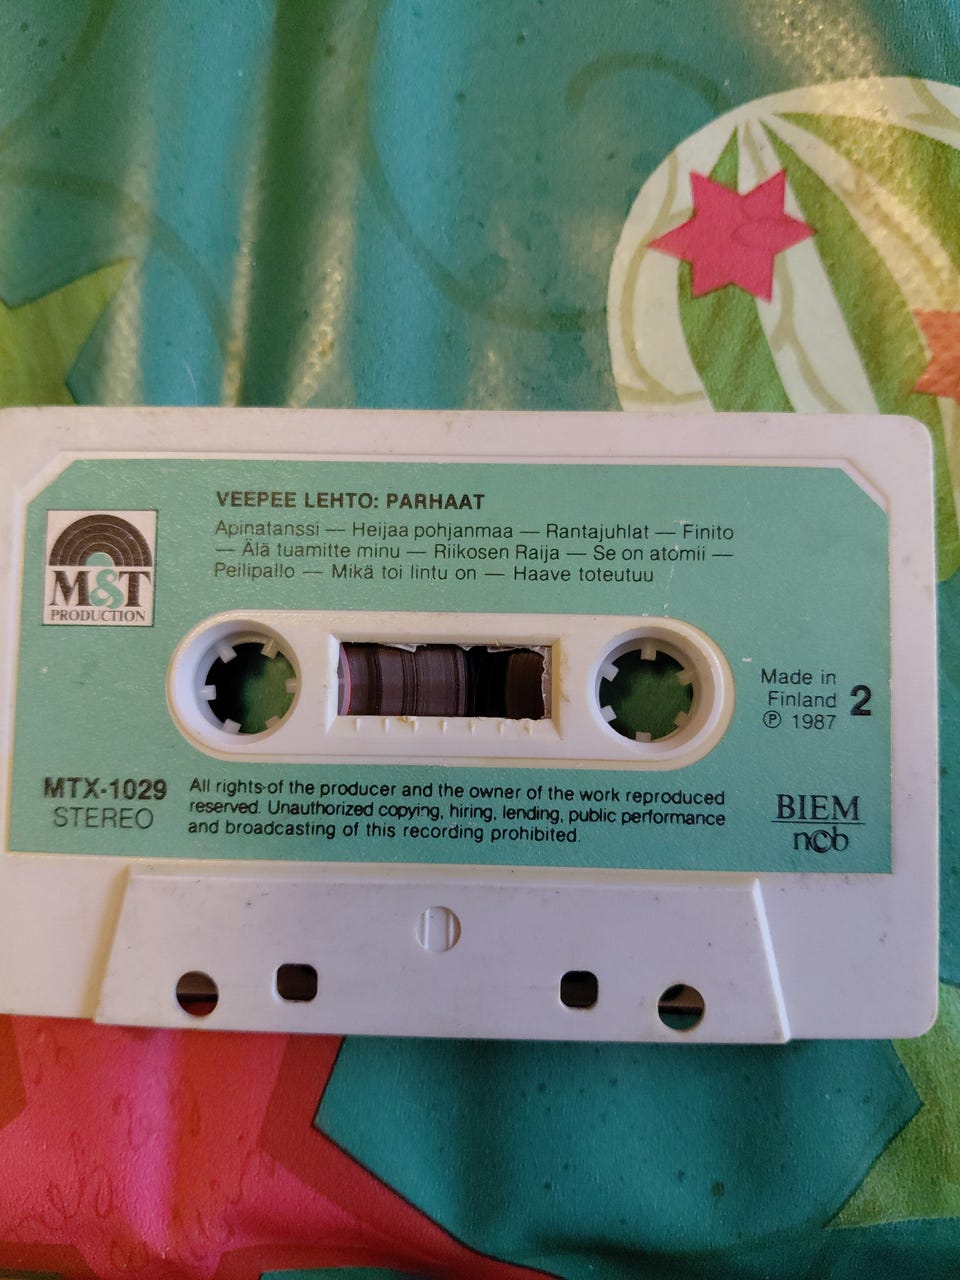 VEEPEE LEHTO: PARHAAT
Apinatanssi — Heijaa pohjanmaa — Rantajuhlat — Finito
— Älä tuamitte minu — Riikosen Raija — Se on atomii —
Peilipallo — Mikä toi lintu on — Haave toteutuu
M&T
PRODUCTION
Made in
Finland
℗ 1987
2
MTX-1029
STEREO
All rights of the producer and the owner of the work reproduced
reserved. Unauthorized copying, hiring, lending, public performance
and broadcasting of this recording prohibited.
BIEM
ncb